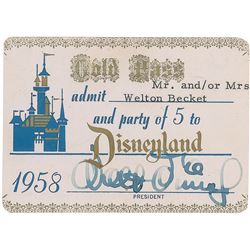 Gold Pass
Mr. and/or Mrs
admit Welton Becket
and party of 5 to
Disneyland
1958
PRESIDENT